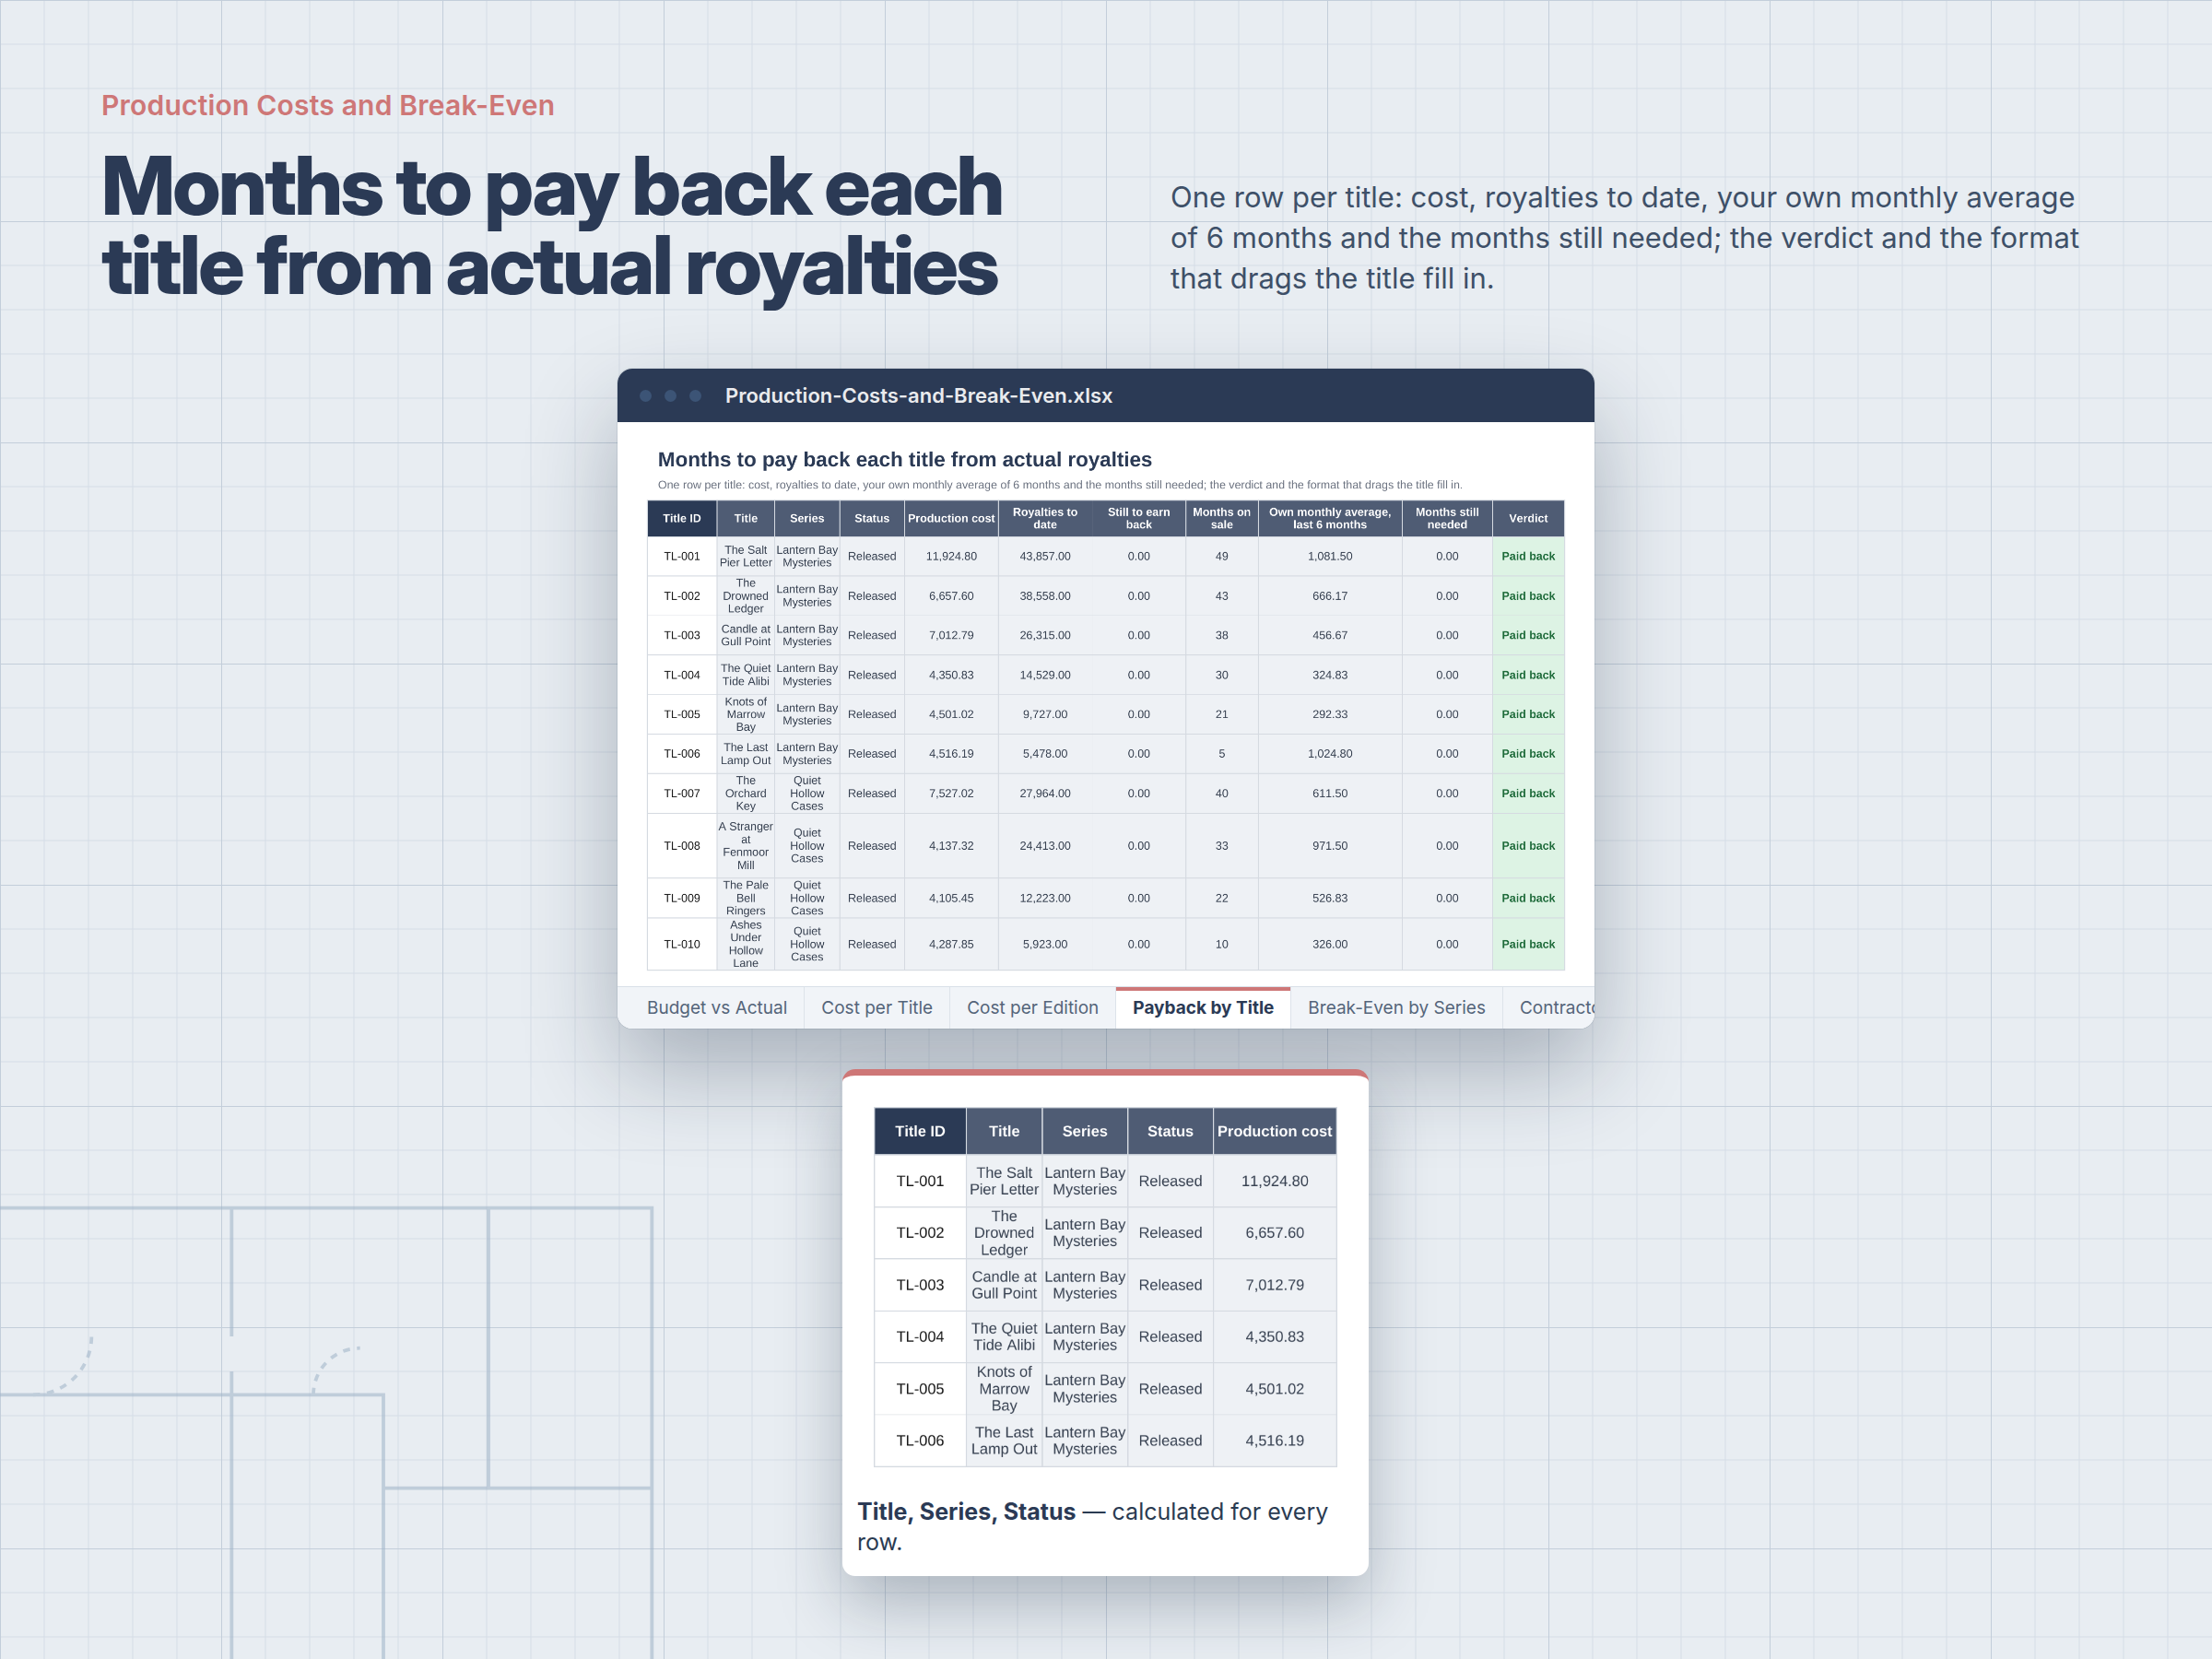 Production Costs and Break-Even
Months to pay back each
title from actual royalties
One row per title: cost, royalties to date, your own monthly average
of 6 months and the months still needed; the verdict and the format
that drags the title fill in.
Production-Costs-and-Break-Even.xlsx
Months to pay back each title from actual royalties
One row per title: cost, royalties to date, your own monthly average of 6 months and the months still needed; the verdict and the format that drags the title fill in.
Title ID Title Series Status Production cost Royalties to date Still to earn back Months on sale Own monthly average, last 6 months Months still needed Verdict
TL-001 The Salt Pier Letter Lantern Bay Mysteries Released 11,924.80 43,857.00 0.00 49 1,081.50 0.00 Paid back
TL-002 The Drowned Ledger Lantern Bay Mysteries Released 6,657.60 38,558.00 0.00 43 666.17 0.00 Paid back
TL-003 Candle at Gull Point Lantern Bay Mysteries Released 7,012.79 26,315.00 0.00 38 456.67 0.00 Paid back
TL-004 The Quiet Tide Alibi Lantern Bay Mysteries Released 4,350.83 14,529.00 0.00 30 324.83 0.00 Paid back
TL-005 Knots of Marrow Bay Lantern Bay Mysteries Released 4,501.02 9,727.00 0.00 21 292.33 0.00 Paid back
TL-006 The Last Lamp Out Lantern Bay Mysteries Released 4,516.19 5,478.00 0.00 5 1,024.80 0.00 Paid back
TL-007 The Orchard Key Quiet Hollow Cases Released 7,527.02 27,964.00 0.00 40 611.50 0.00 Paid back
TL-008 A Stranger at Fenmoor Mill Quiet Hollow Cases Released 4,137.32 24,413.00 0.00 33 971.50 0.00 Paid back
TL-009 The Pale Bell Ringers Quiet Hollow Cases Released 4,105.45 12,223.00 0.00 22 526.83 0.00 Paid back
TL-010 Ashes Under Hollow Lane Quiet Hollow Cases Released 4,287.85 5,923.00 0.00 10 326.00 0.00 Paid back
Budget vs Actual Cost per Title Cost per Edition Payback by Title Break-Even by Series
Title ID Title Series Status Production cost
TL-001 The Salt Pier Letter Lantern Bay Mysteries Released 11,924.80
TL-002 The Drowned Ledger Lantern Bay Mysteries Released 6,657.60
TL-003 Candle at Gull Point Lantern Bay Mysteries Released 7,012.79
TL-004 The Quiet Tide Alibi Lantern Bay Mysteries Released 4,350.83
TL-005 Knots of Marrow Bay Lantern Bay Mysteries Released 4,501.02
TL-006 The Last Lamp Out Lantern Bay Mysteries Released 4,516.19
Title, Series, Status — calculated for every
row.